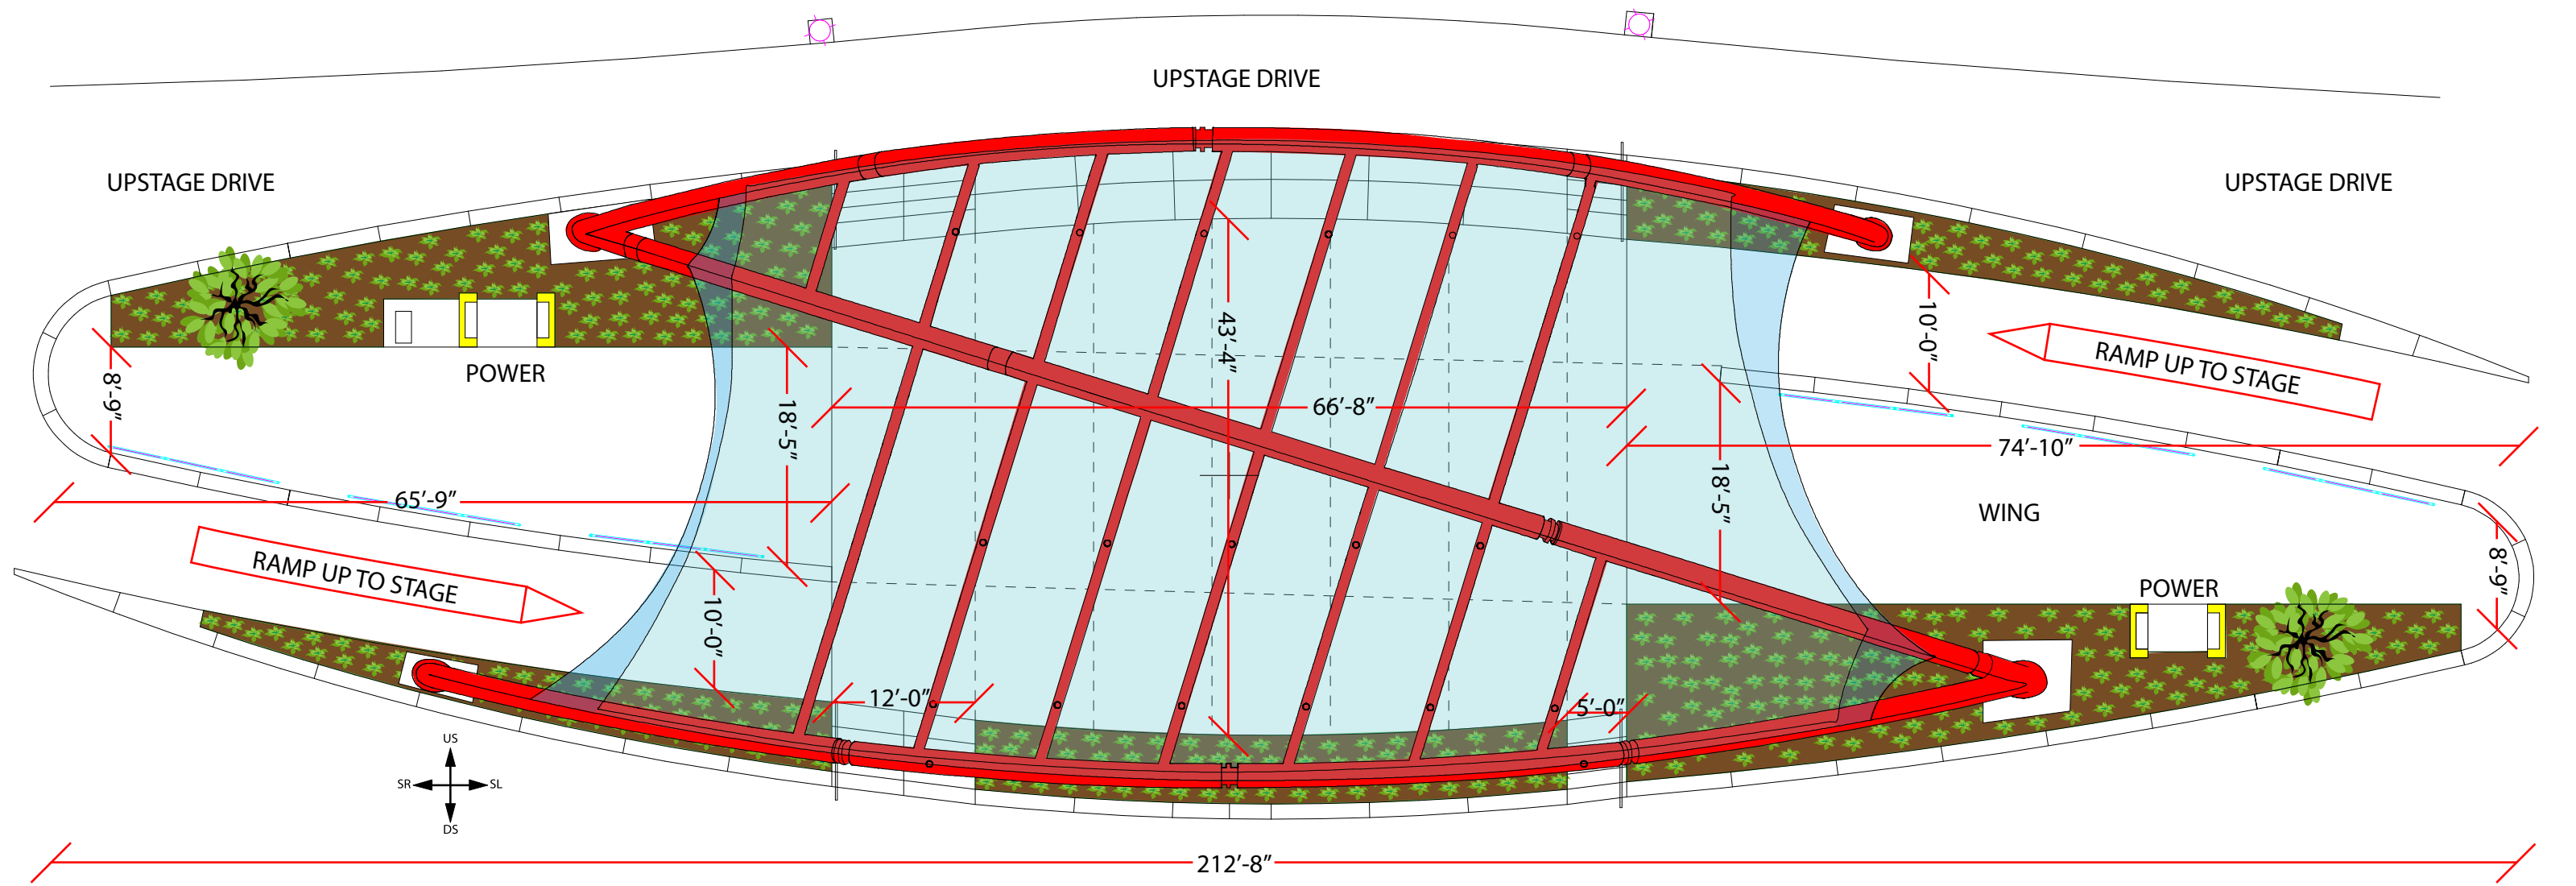 UPSTAGE DRIVE
UPSTAGE DRIVE
UPSTAGE DRIVE
43’-4”
10’-0”
RAMP UP TO STAGE
POWER
8’-9”
18’-5”
66’-8”
74’-10”
65’-9”
18’-5”
WING
RAMP UP TO STAGE
10’-0”
POWER
8’-9”
12’-0”
5’-0”
US
SR
SL
DS
212’-8”